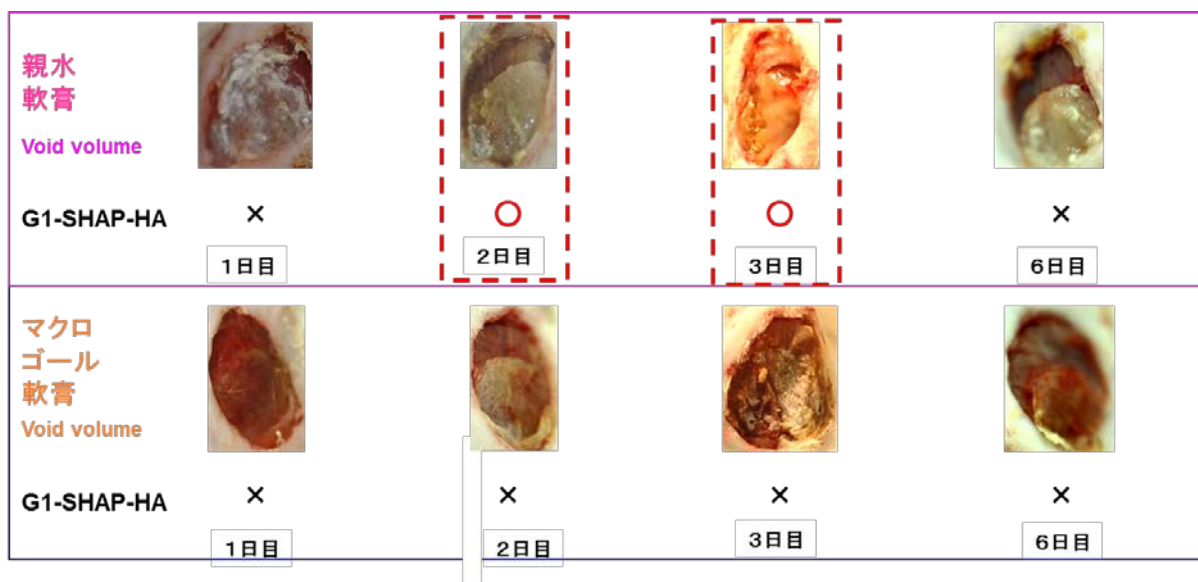 親水
軟膏
Void volume
G1-SHAP-HA
× ○ ○ ×
1日目 2日目 3日目 6日目
マクロ
ゴール
軟膏
Void volume
G1-SHAP-HA
× × × ×
1日目 2日目 3日目 6日目